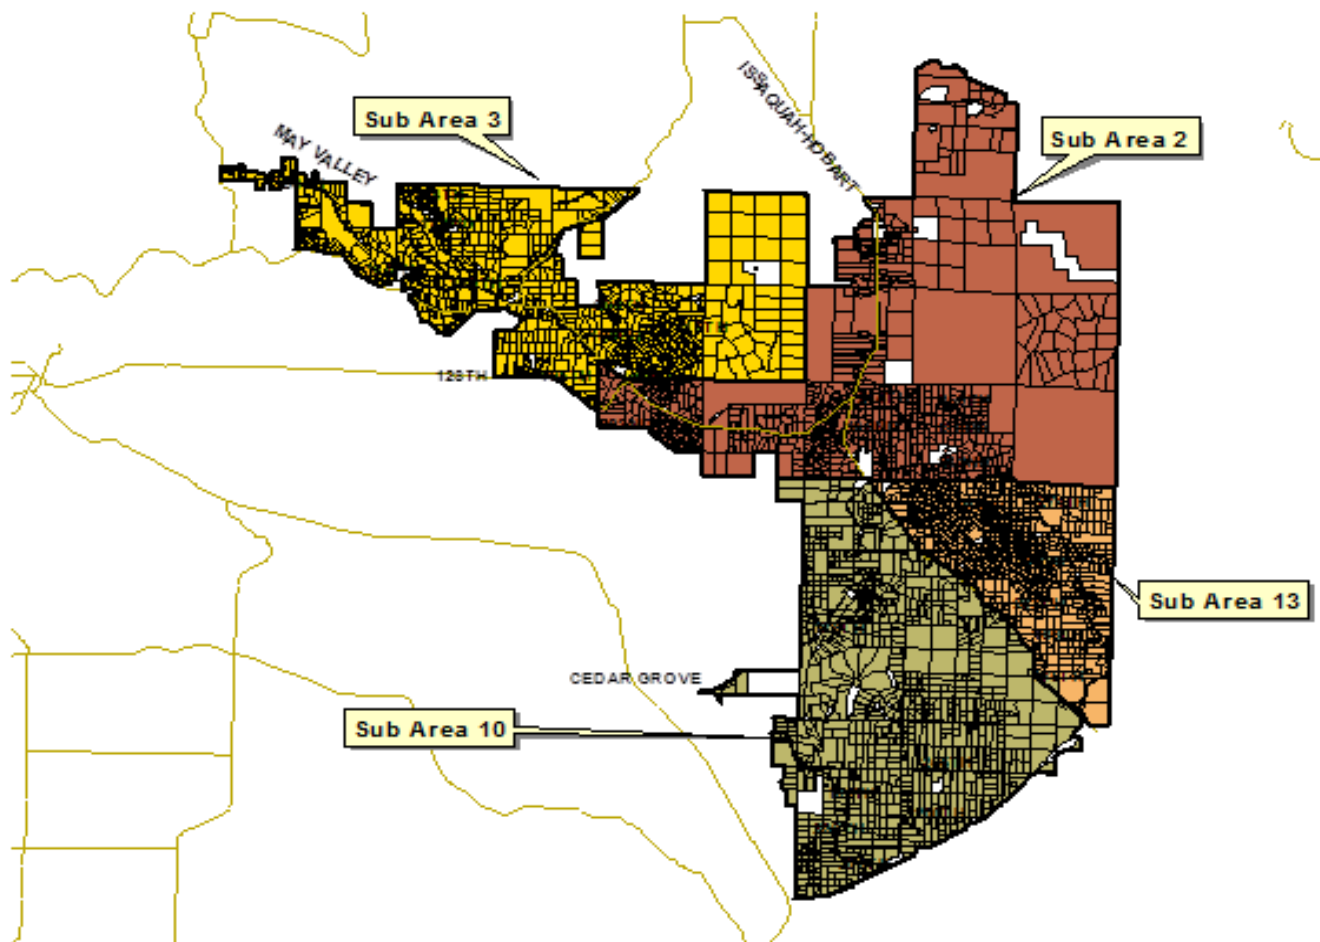 ISSAQUAH-HOBART
Sub Area 3
Sub Area 2
MAY VALLEY
128TH
Sub Area 13
CEDAR GROVE
Sub Area 10